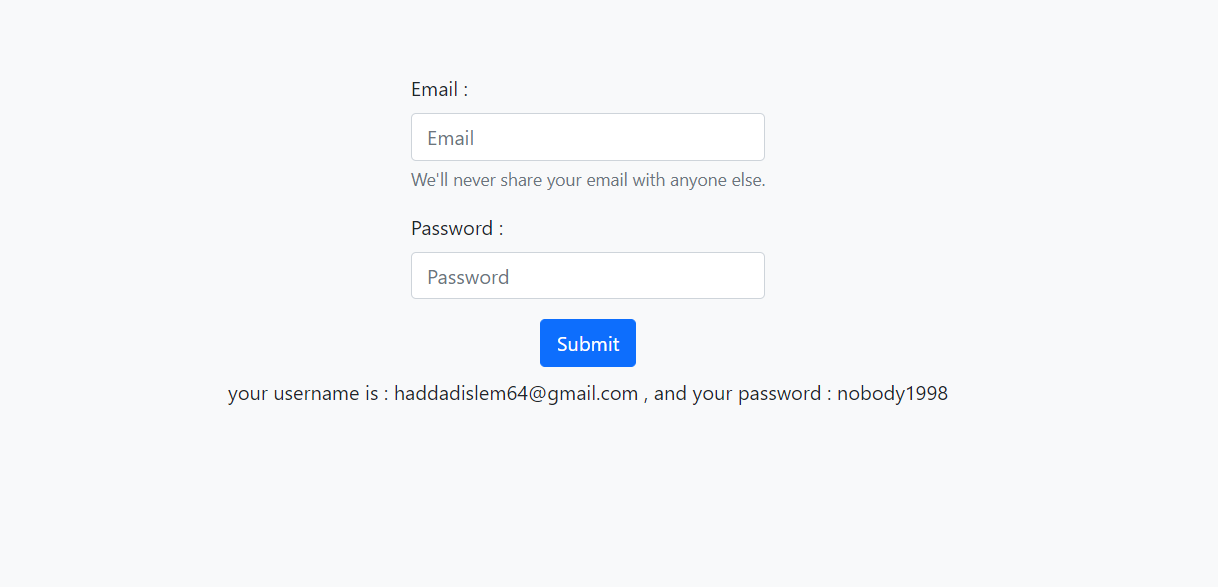 Email :
Email
We'll never share your email with anyone else.
Password :
Password
Submit
your username is : haddadislem64@gmail.com , and your password : nobody1998